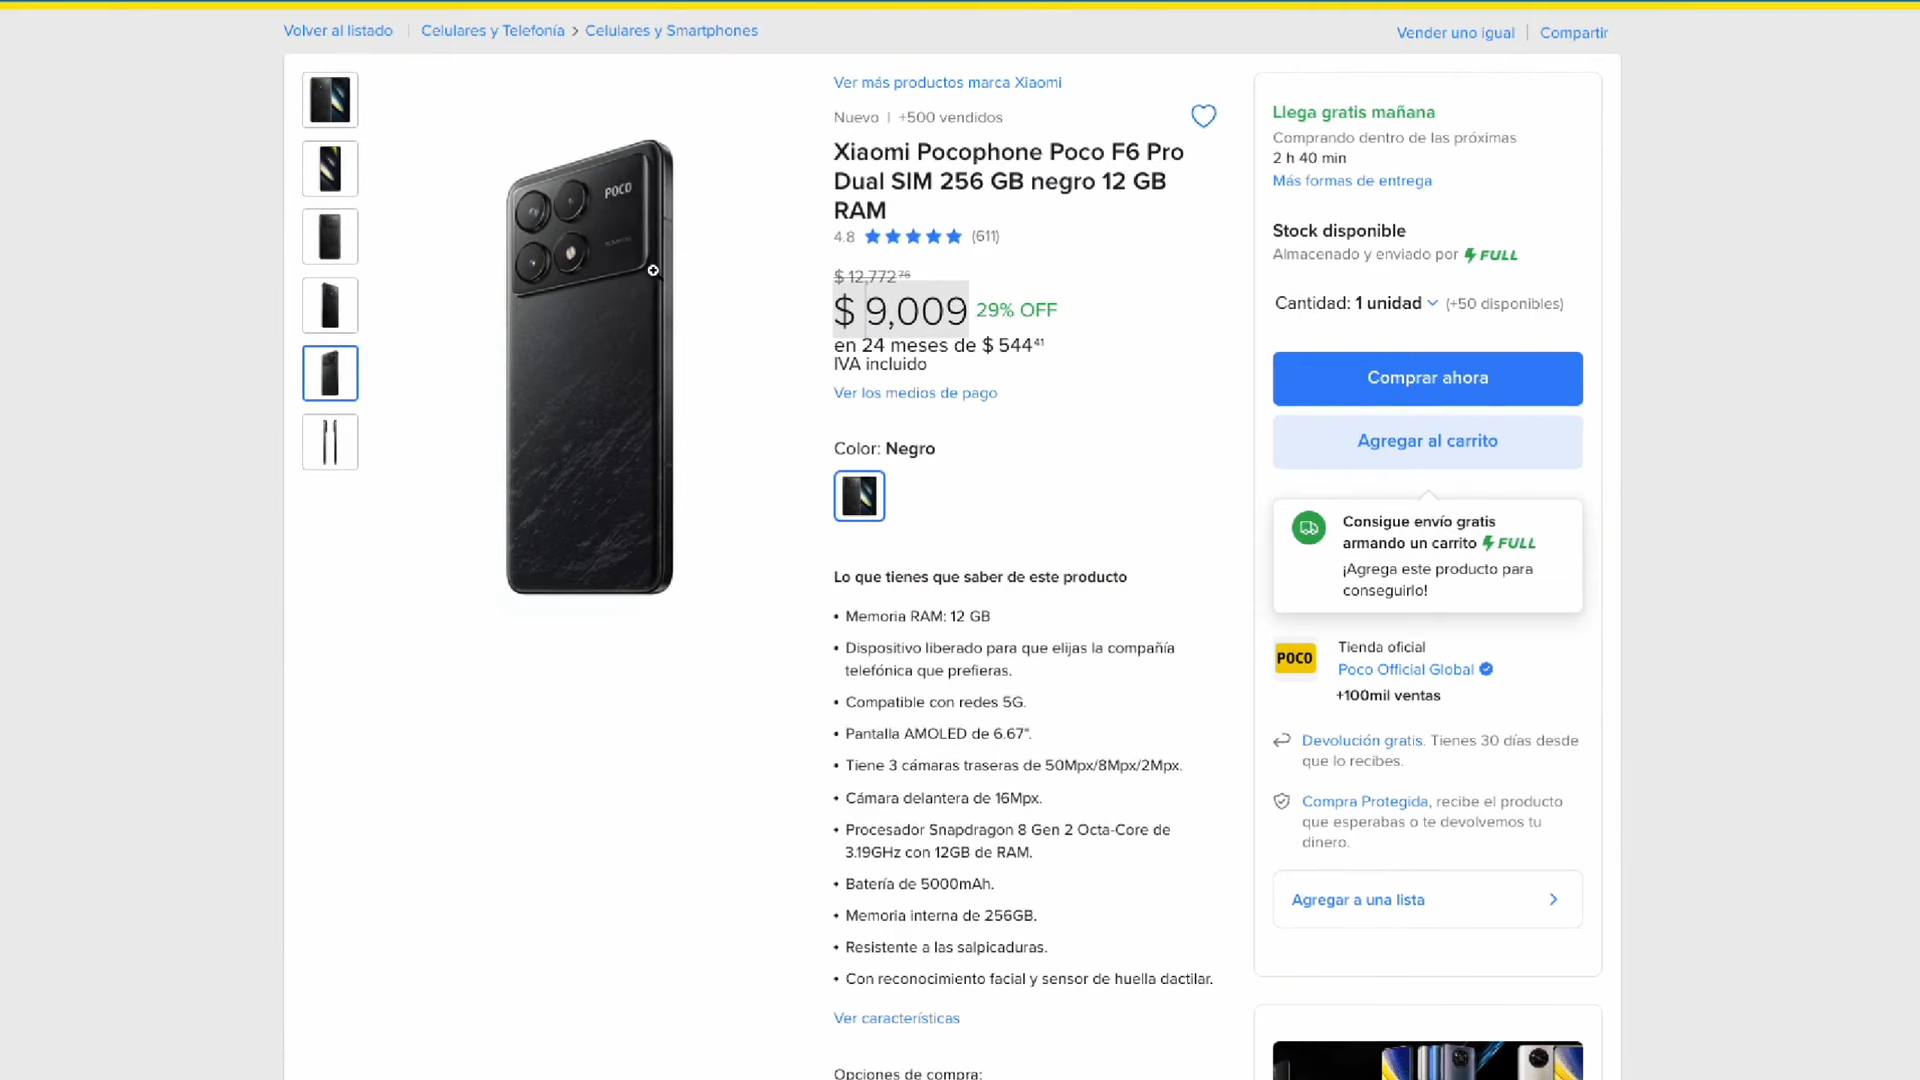 Volver al listado | Celulares y Telefonía > Celulares y Smartphones
Vender uno igual | Compartir
POCO
Ver más productos marca Xiaomi
Nuevo | +500 vendidos
Xiaomi Pocophone Poco F6 Pro
Dual SIM 256 GB negro 12 GB
RAM
4.8 (611)
$ 12,772 76
$ 9,009 29% OFF
en 24 meses de $ 544 41
IVA incluido
Ver los medios de pago
Color: Negro
Lo que tienes que saber de este producto
• Memoria RAM: 12 GB
• Dispositivo liberado para que elijas la compañía
telefónica que prefieras.
• Compatible con redes 5G.
• Pantalla AMOLED de 6.67".
• Tiene 3 cámaras traseras de 50Mpx/8Mpx/2Mpx.
• Cámara delantera de 16Mpx.
• Procesador Snapdragon 8 Gen 2 Octa-Core de
3.19GHz con 12GB de RAM.
• Batería de 5000mAh.
• Memoria interna de 256GB.
• Resistente a las salpicaduras.
• Con reconocimiento facial y sensor de huella dactilar.
Ver características
Opciones de compra:
Llega gratis mañana
Comprando dentro de las próximas
2 h 40 min
Más formas de entrega
Stock disponible
Almacenado y enviado por FULL
Cantidad: 1 unidad (+50 disponibles)
Comprar ahora
Agregar al carrito
Consigue envío gratis
armando un carrito FULL
¡Agrega este producto para
conseguirlo!
POCO
Tienda oficial
Poco Official Global
+100mil ventas
Devolución gratis. Tienes 30 días desde
que lo recibes.
Compra Protegida, recibe el producto
que esperabas o te devolvemos tu
dinero.
Agregar a una lista